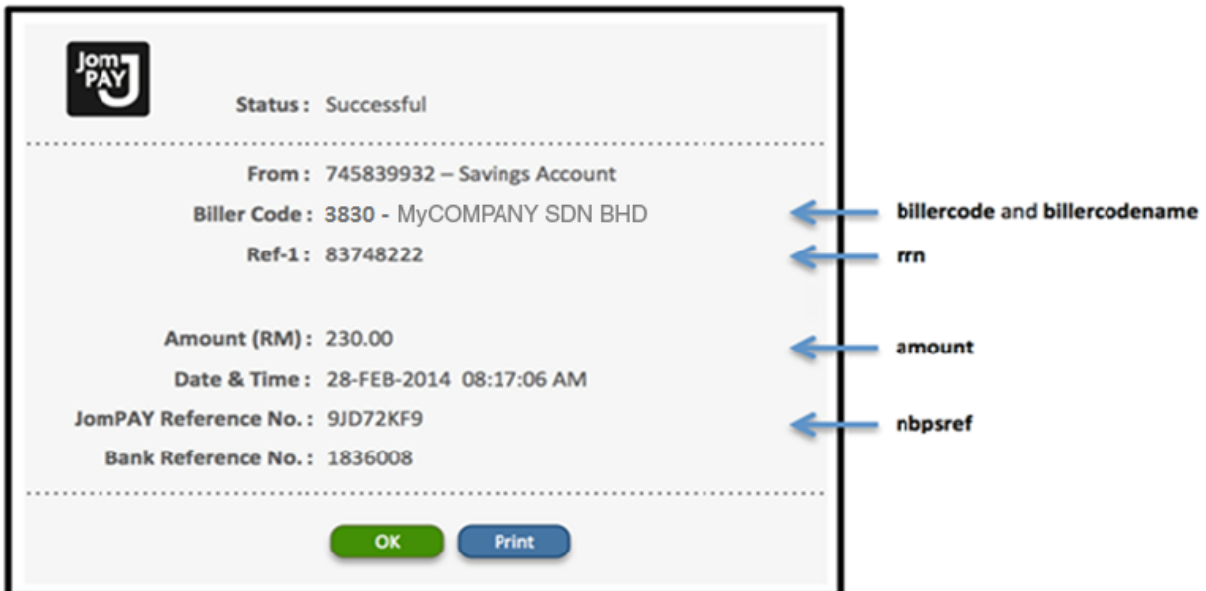 Jom
PAY
Status : Successful
From : 745839932 – Savings Account
Biller Code : 3830 - MyCOMPANY SDN BHD
billercode and billercodename
Ref-1 : 83748222
rrn
Amount (RM) : 230.00
amount
Date & Time : 28-FEB-2014 08:17:06 AM
JomPAY Reference No. : 9JD72KF9
nbpsref
Bank Reference No. : 1836008
OK
Print